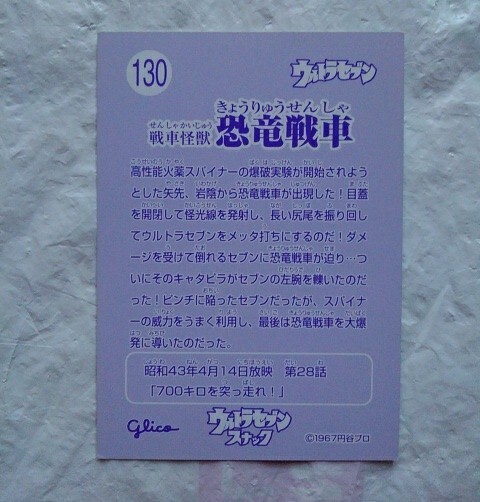 130
ウルトラセブン
きょうりゅうせんしゃ
せんしゃかいじゅう
戦車怪獣 恐竜戦車
高性能火薬スパイナーの爆破実験が開始されよう
とした矢先、岩陰から恐竜戦車が出現した!目蓋
を開閉して怪光線を発射し、長い尻尾を振り回し
てウルトラセブンをメッタ打ちにするのだ!ダメ
ージを受けて倒れるセブンに恐竜戦車が迫り…つ
いにそのキャタピラがセブンの左腕を轢いたのだ
った!ピンチに陥ったセブンだったが、スパイナ
ーの威力をうまく利用し、最後は恐竜戦車を大爆
発に導いたのだった。
昭和43年4月14日放映 第28話
「700キロを突っ走れ!」
glico
ウルトラセブン
スナック
©1967円谷プロ